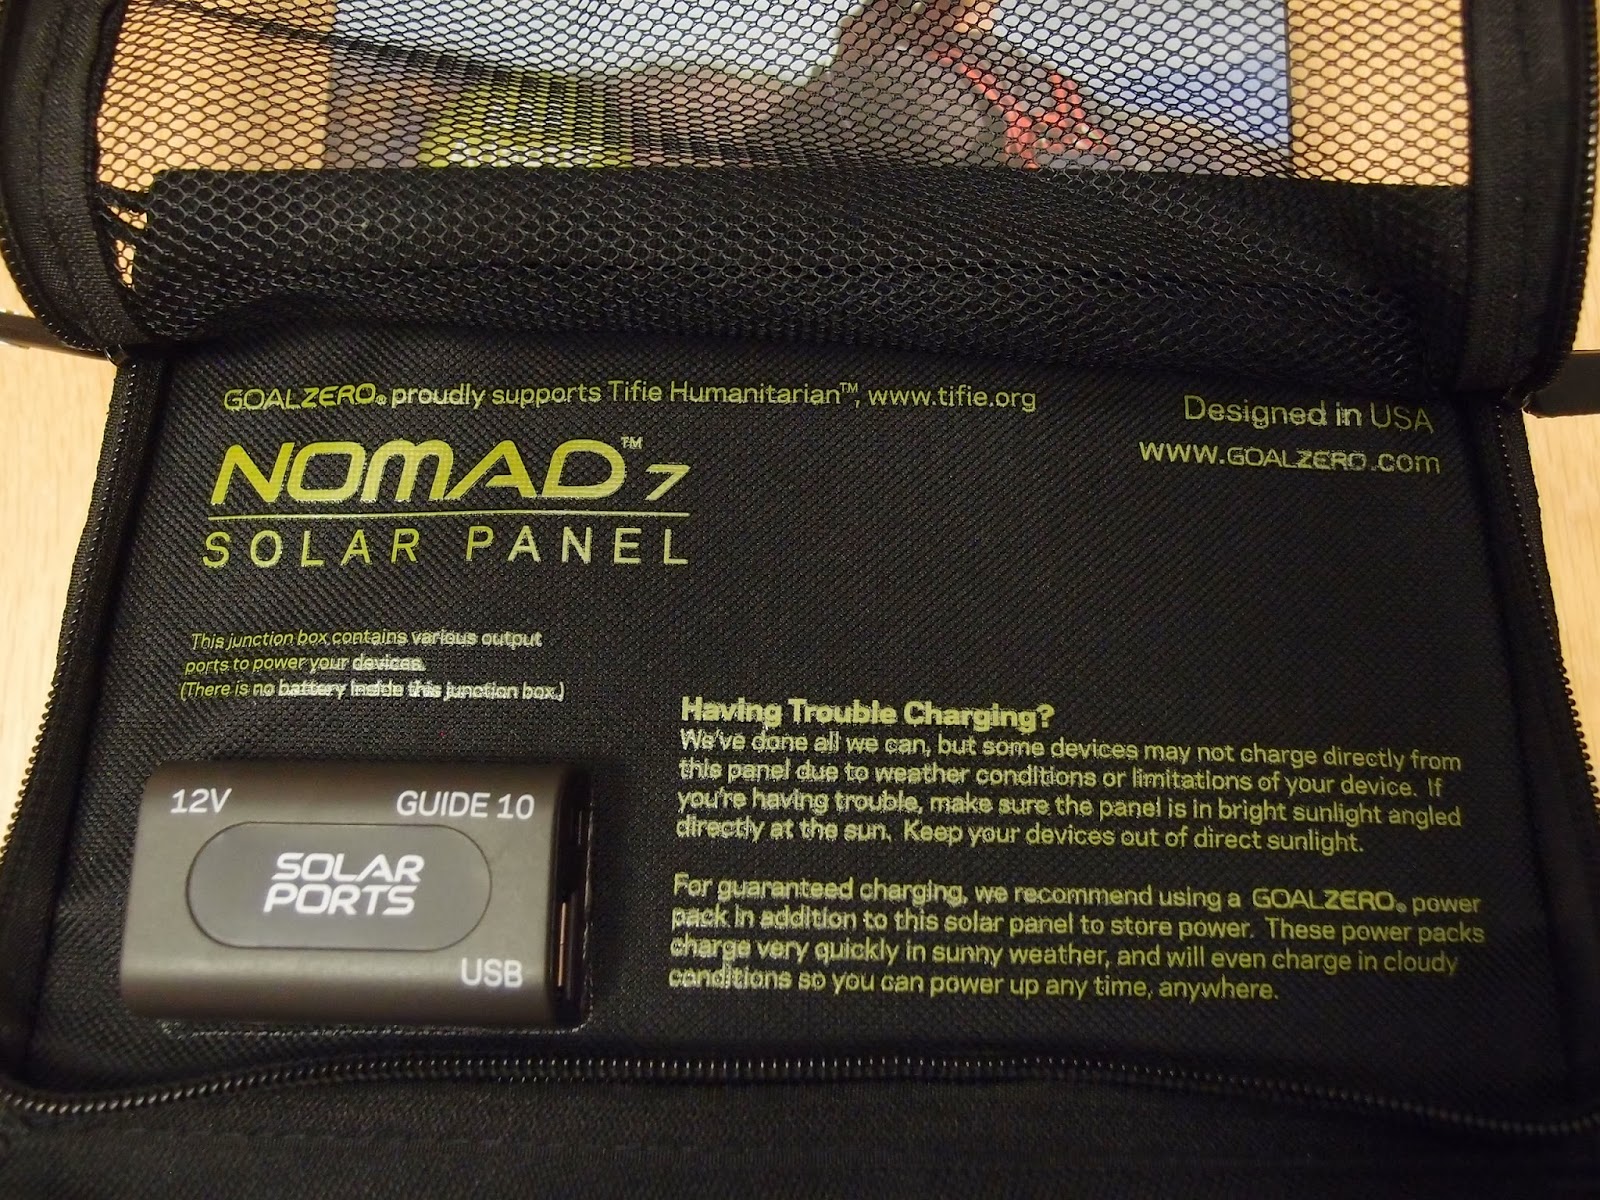 GOALZERO® proudly supports Tifie Humanitarian™, www.tifie.org
Designed in USA
www.GOALZERO.com
NOMAD™ 7
SOLAR PANEL
This junction box contains various output
ports to power your devices.
(There is no battery inside this junction box.)
Having Trouble Charging?
We've done all we can, but some devices may not charge directly from
this panel due to weather conditions or limitations of your device. If
you're having trouble, make sure the panel is in bright sunlight angled
directly at the sun. Keep your devices out of direct sunlight.
For guaranteed charging, we recommend using a GOALZERO® power
pack in addition to this solar panel to store power. These power packs
charge very quickly in sunny weather, and will even charge in cloudy
conditions so you can power up any time, anywhere.
12V
GUIDE 10
SOLAR
PORTS
USB